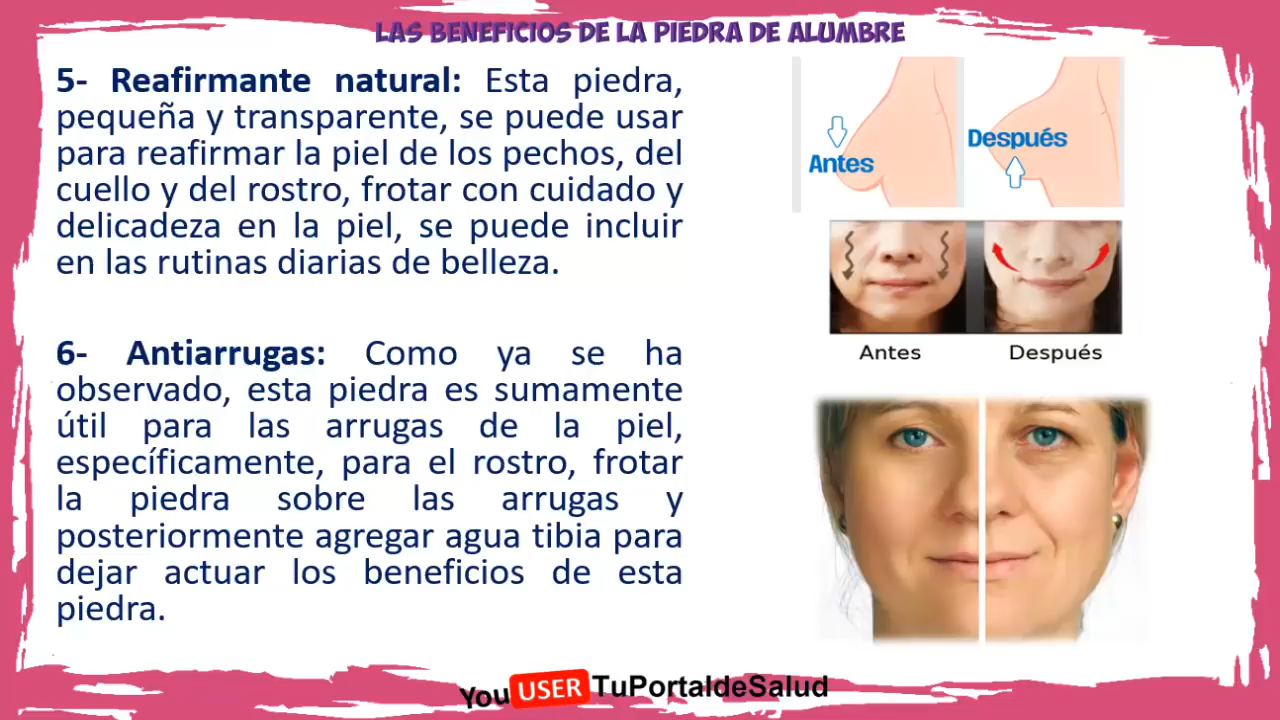 LAS BENEFICIOS DE LA PIEDRA DE ALUMBRE
5- Reafirmante natural: Esta piedra,
pequeña y transparente, se puede usar
para reafirmar la piel de los pechos, del
cuello y del rostro, frotar con cuidado y
delicadeza en la piel, se puede incluir
en las rutinas diarias de belleza.
6- Antiarrugas: Como ya se ha
observado, esta piedra es sumamente
útil para las arrugas de la piel,
específicamente, para el rostro, frotar
la piedra sobre las arrugas y
posteriormente agregar agua tibia para
dejar actuar los beneficios de esta
piedra.
Antes
Después
Antes
Después
You USER TuPortaldeSalud